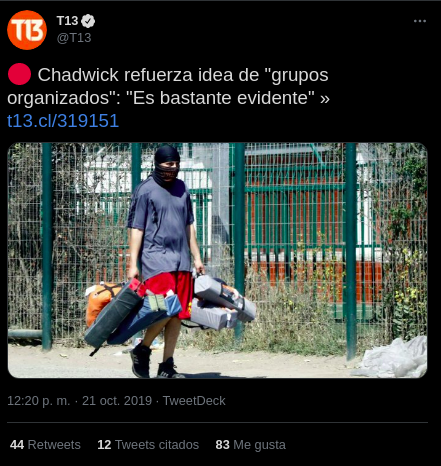 T13
T13
@T13
Chadwick refuerza idea de "grupos
organizados": "Es bastante evidente" »
t13.cl/319151
12:20 p. m. · 21 oct. 2019 · TweetDeck
44 Retweets 12 Tweets citados 83 Me gusta